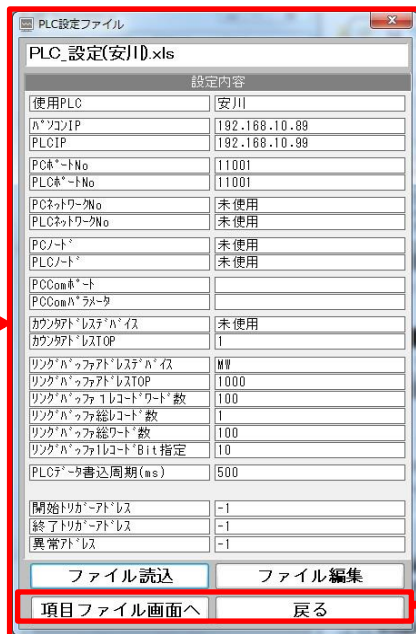 PLC設定ファイル
PLC_設定(安川).xls
設定内容
使用PLC 安川
ﾊﾟｿｺﾝIP 192.168.10.89
PLCIP 192.168.10.99
PCﾎﾟｰﾄNo 11001
PLCﾎﾟｰﾄNo 11001
PCﾈｯﾄﾜｰｸNo 未使用
PLCﾈｯﾄﾜｰｸNo 未使用
PCﾉｰﾄﾞ 未使用
PLCﾉｰﾄﾞ 未使用
PCComﾎﾟｰﾄ
PCComﾊﾟﾗﾒｰﾀ
ｶｳﾝﾀｱﾄﾞﾚｽﾃﾞﾊﾞｲｽ 未使用
ｶｳﾝﾀｱﾄﾞﾚｽTOP 1
ﾘﾝｸﾞﾊﾞｯﾌｧｱﾄﾞﾚｽﾃﾞﾊﾞｲｽ MW
ﾘﾝｸﾞﾊﾞｯﾌｧｱﾄﾞﾚｽTOP 1000
ﾘﾝｸﾞﾊﾞｯﾌｧ 1ﾚｺｰﾄﾞﾜｰﾄﾞ数 100
ﾘﾝｸﾞﾊﾞｯﾌｧ総ﾚｺｰﾄﾞ数 1
ﾘﾝｸﾞﾊﾞｯﾌｧ総ﾜｰﾄﾞ数 100
ﾘﾝｸﾞﾊﾞｯﾌｧ1ﾚｺｰﾄﾞBit指定 10
PLCﾃﾞｰﾀ書込周期(ms) 500
開始ﾄﾘｶﾞｰｱﾄﾞﾚｽ -1
終了ﾄﾘｶﾞｰｱﾄﾞﾚｽ -1
異常ｱﾄﾞﾚｽ -1
ファイル読込 ファイル編集
項目ファイル画面へ 戻る